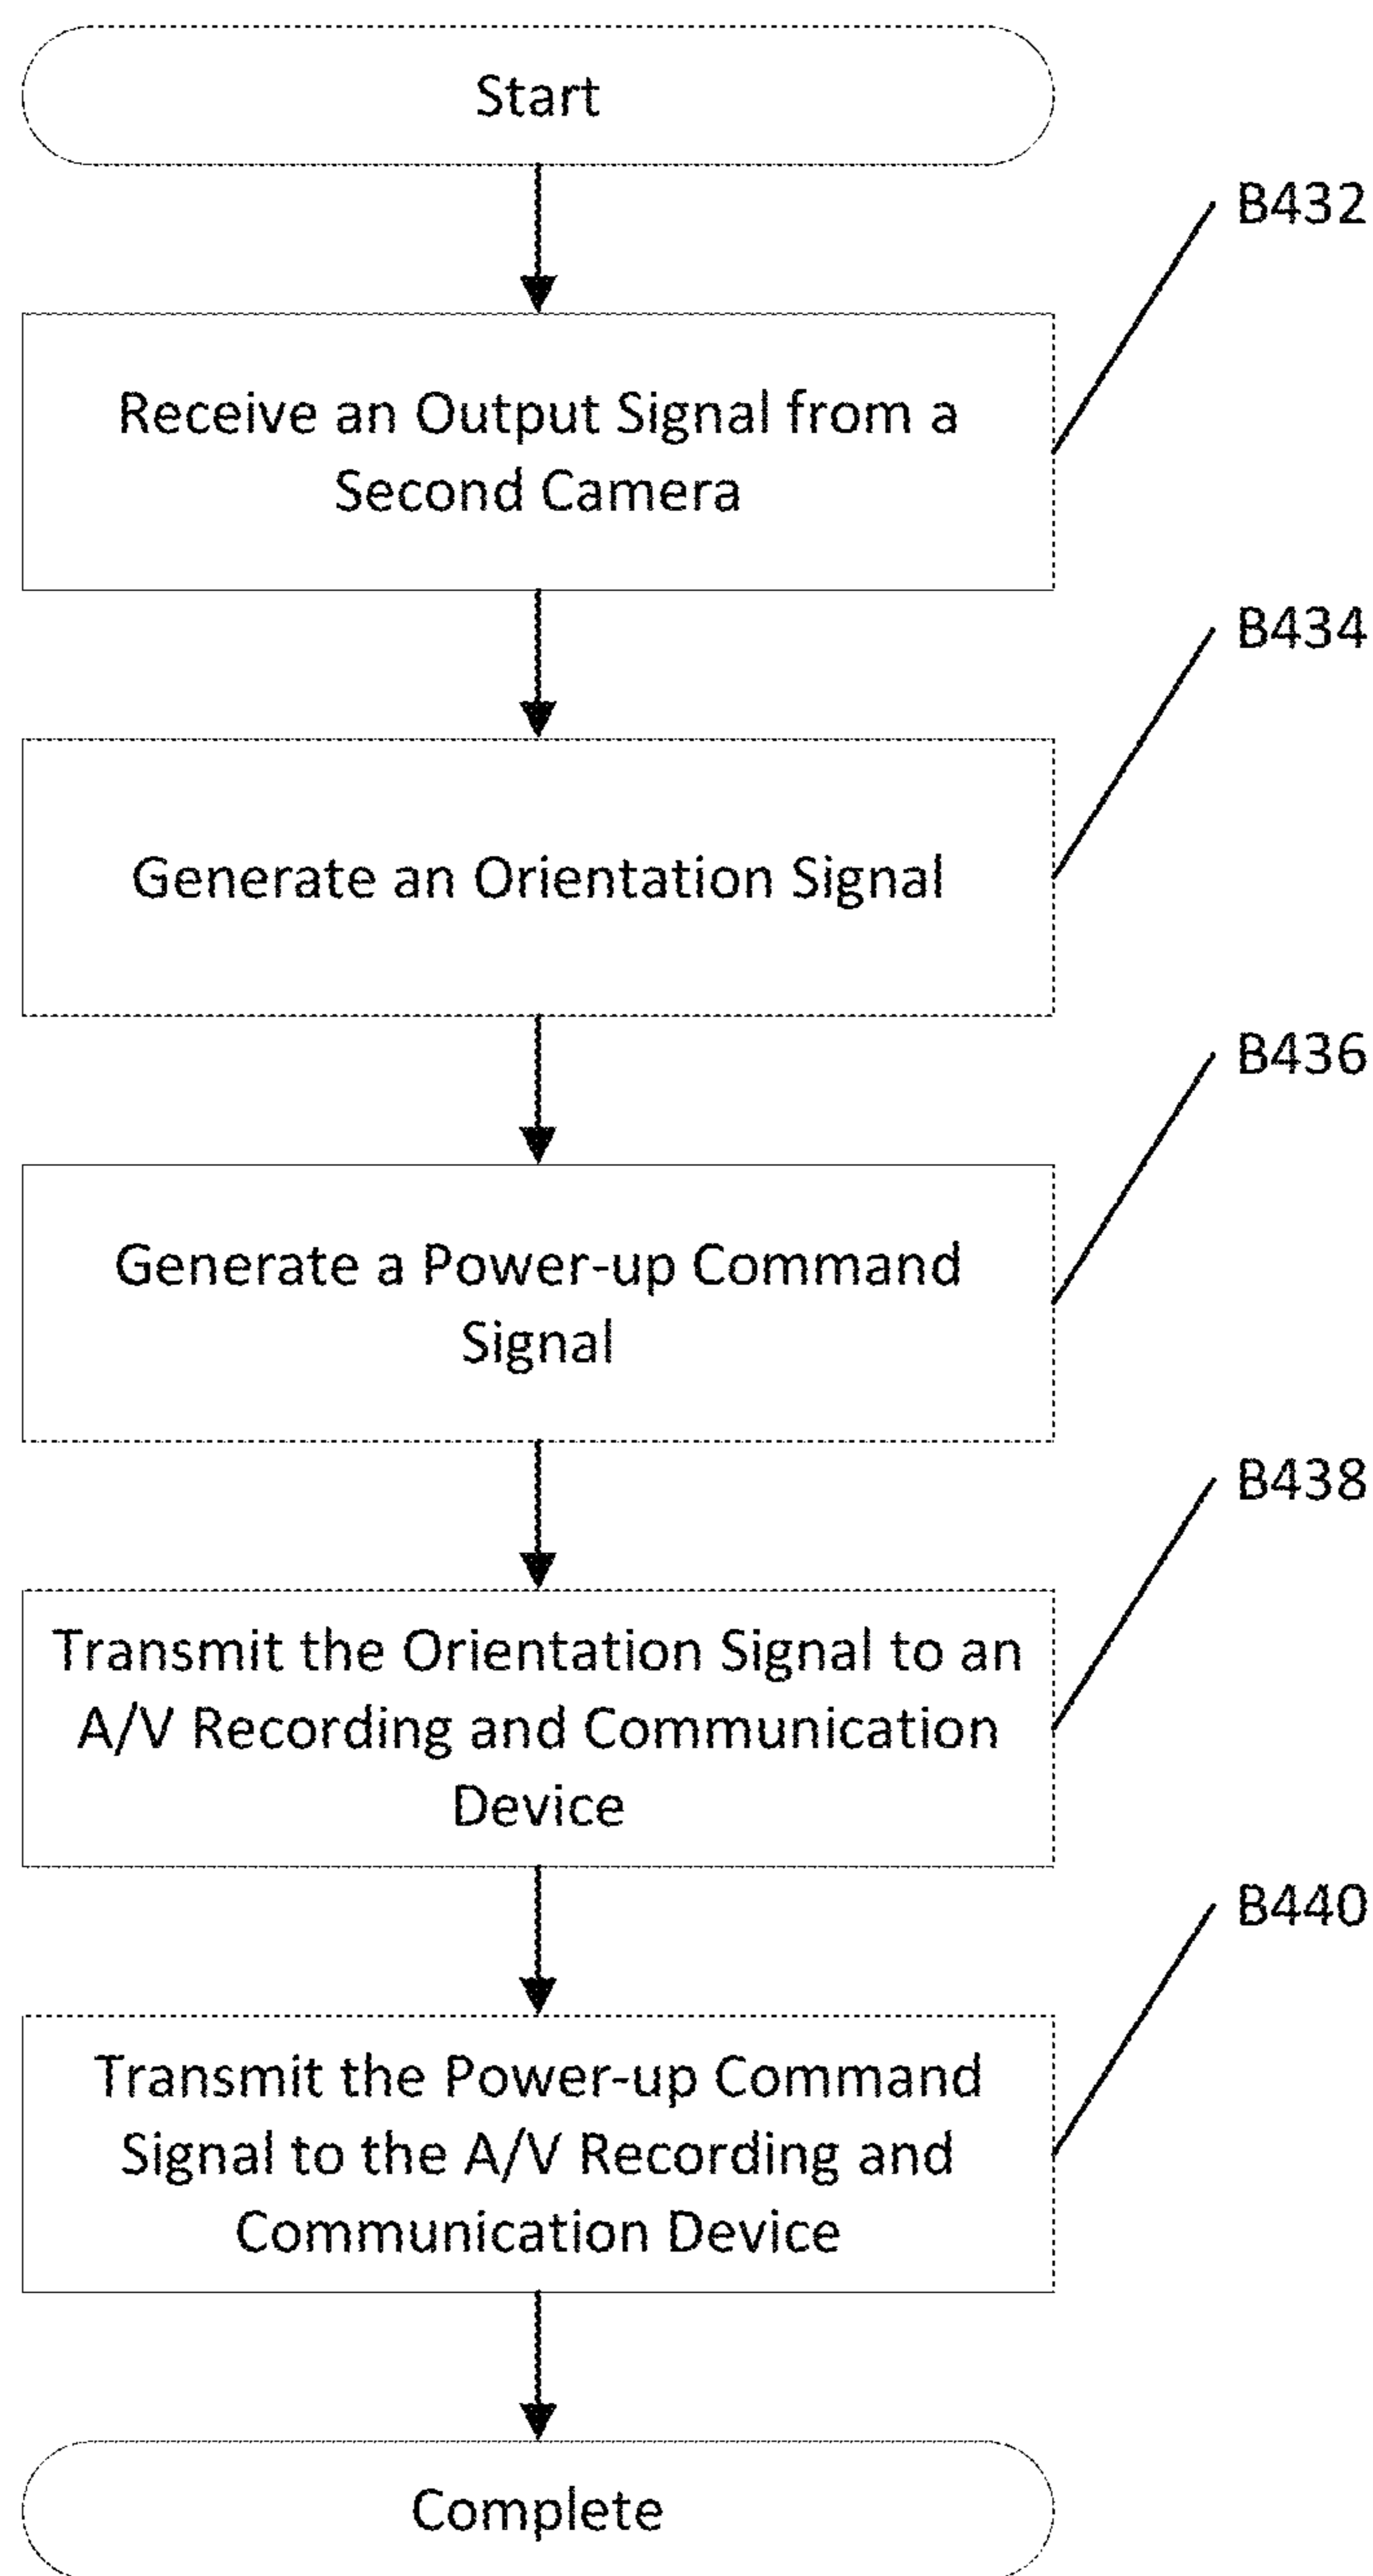 Start
B432
Receive an Output Signal from a
Second Camera
B434
Generate an Orientation Signal
B436
Generate a Power-up Command
Signal
B438
Transmit the Orientation Signal to an
A/V Recording and Communication
Device
B440
Transmit the Power-up Command
Signal to the A/V Recording and
Communication Device
Complete